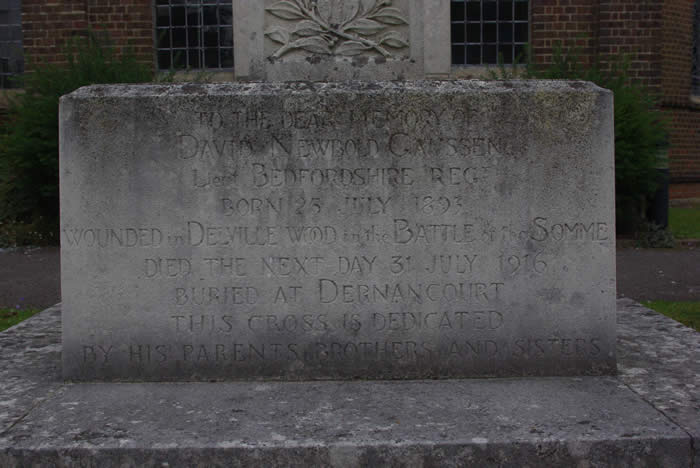 TO THE DEAR MEMORY OF
DAVID NEWBOLD GAUSSEN
LIEUT BEDFORDSHIRE REGT
BORN 25 JULY 1893
WOUNDED in DELVILLE WOOD in the BATTLE of the SOMME
DIED THE NEXT DAY 31 JULY 1916
BURIED AT DERNANCOURT
THIS CROSS IS DEDICATED
BY HIS PARENTS BROTHERS AND SISTERS